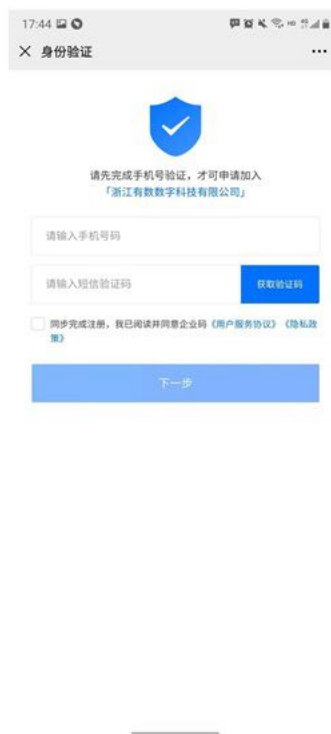 17:44
身份验证
请先完成手机号验证，才可申请加入
「浙江有数数字科技有限公司」
请输入手机号码
请输入短信验证码
获取验证码
同步完成注册，我已阅读并同意企业码《用户服务协议》《隐私政
策》
下一步